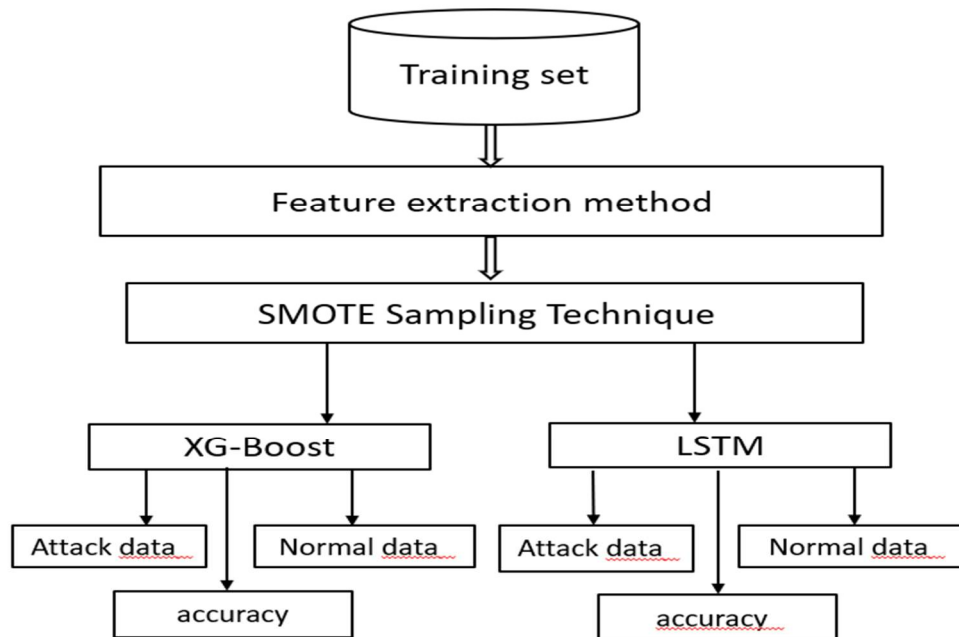 Training set
Feature extraction method
SMOTE Sampling Technique
XG-Boost
LSTM
Attack data
Normal data
Attack data
Normal data
accuracy
accuracy